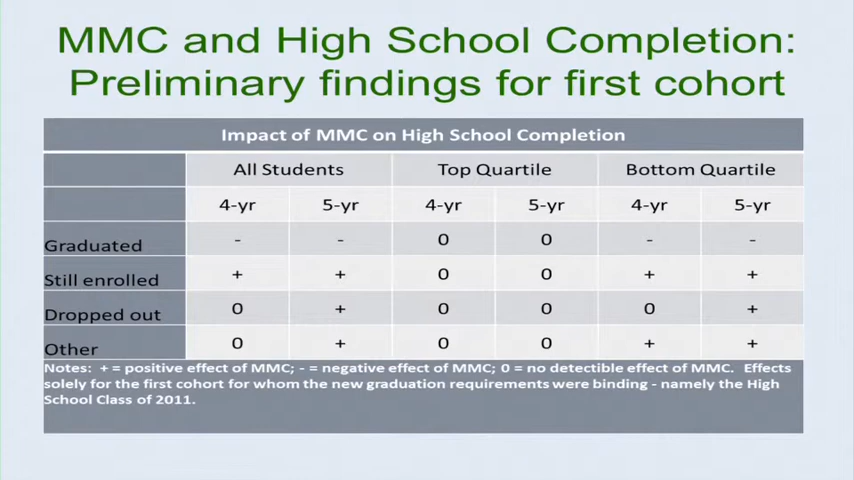 MMC and High School Completion:
Preliminary findings for first cohort
Impact of MMC on High School Completion
All Students Top Quartile Bottom Quartile
4-yr 5-yr 4-yr 5-yr 4-yr 5-yr
Graduated - - 0 0 - -
Still enrolled + + 0 0 + +
Dropped out 0 + 0 0 0 +
Other 0 + 0 0 + +
Notes: + = positive effect of MMC; - = negative effect of MMC; 0 = no detectible effect of MMC. Effects
solely for the first cohort for whom the new graduation requirements were binding - namely the High
School Class of 2011.